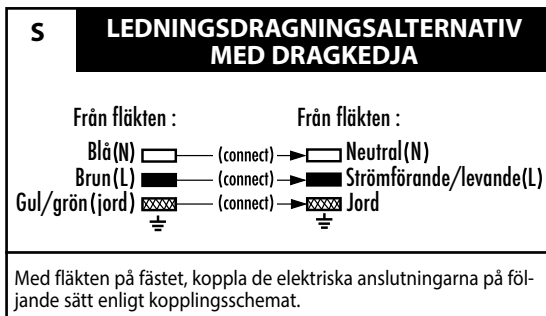 S
LEDNINGSDRAGNINGSALTERNATIV
MED DRAGKEDJA
Från fläkten : Från fläkten :
Blå(N) (connect) Neutral(N)
Brun(L) (connect) Strömförande/levande(L)
Gul/grön(jord) (connect) Jord
Med fläkten på fästet, koppla de elektriska anslutningarna på föl-
jande sätt enligt kopplingsschemat.